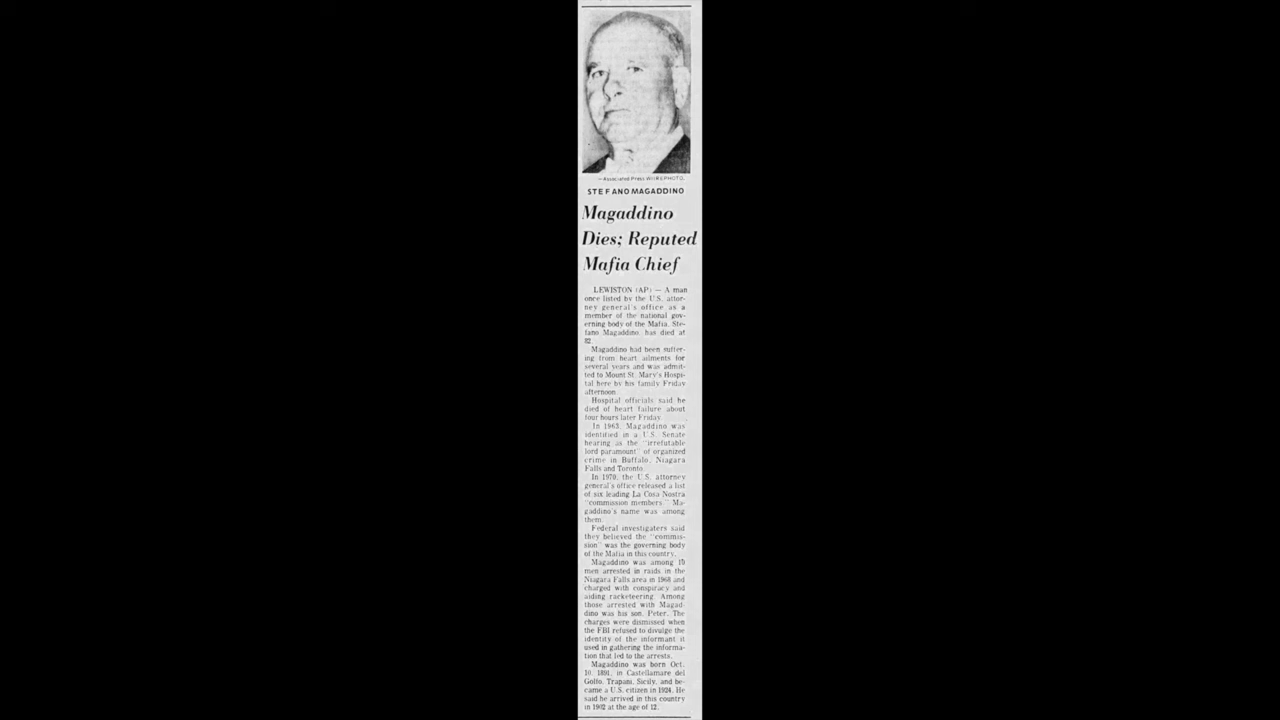 —Associated Press WIREPHOTO.
STEFANO MAGADDINO
Magaddino
Dies; Reputed
Mafia Chief
LEWISTON (AP) — A man
once listed by the U.S. attor-
ney general's office as a
member of the national gov-
erning body of the Mafia, Ste-
fano Magaddino, has died at
82.
Magaddino had been suffer-
ing from heart ailments for
several years and was admit-
ted to Mount St. Mary's Hospi-
tal here by his family Friday
afternoon.
Hospital officials said he
died of heart failure about
four hours later Friday.
In 1963, Magaddino was
identified in a U.S. Senate
hearing as the "irrefutable
lord paramount" of organized
crime in Buffalo, Niagara
Falls and Toronto.
In 1970, the U.S. attorney
general's office released a list
of six leading La Cosa Nostra
"commission members." Ma-
gaddino's name was among
them.
Federal investigaters said
they believed the "commis-
sion" was the governing body
of the Mafia in this country.
Magaddino was among 10
men arrested in raids in the
Niagara Falls area in 1968 and
charged with conspiracy and
aiding racketeering. Among
those arrested with Magad-
dino was his son, Peter. The
charges were dismissed when
the FBI refused to divulge the
identity of the informant it
used in gathering the informa-
tion that led to the arrests.
Magaddino was born Oct.
10, 1891, in Castellamare del
Golfo, Trapani, Sicily, and be-
came a U.S. citizen in 1924. He
said he arrived in this country
in 1902 at the age of 12.